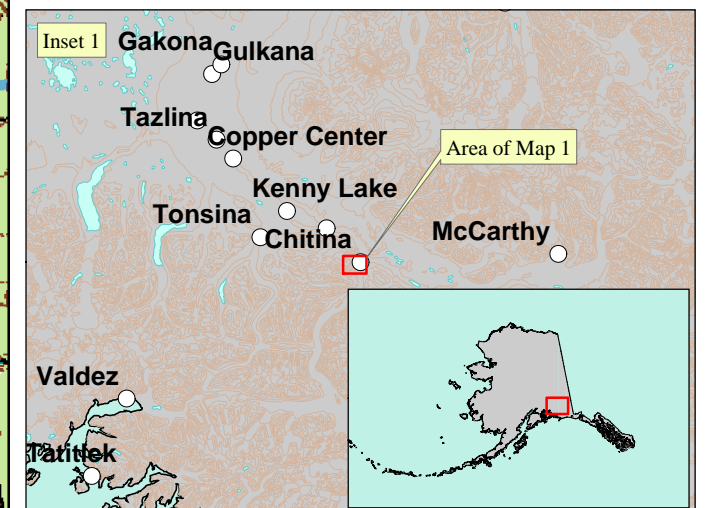 Inset 1
Gakona
Gulkana
Tazlina
Copper Center
Area of Map 1
Kenny Lake
Tonsina
Chitina
McCarthy
Valdez
Tatitlek